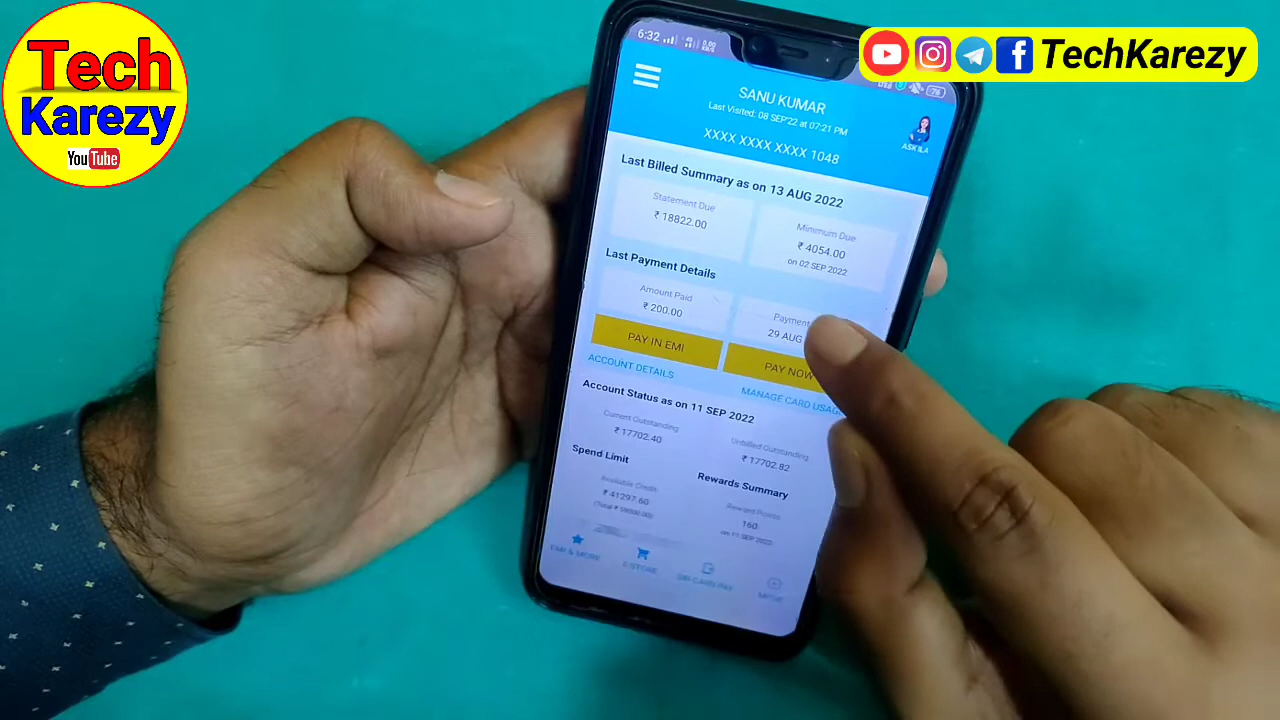 Tech
Karezy
YouTube
TechKarezy
6:32
SANU KUMAR
Last Visited: 08 SEP'22 at 07:21 PM
XXXX XXXX XXXX 1048
ASK ILA
Last Billed Summary as on 13 AUG 2022
Statement Due
₹ 18822.00
Minimum Due
₹ 4054.00
on 02 SEP 2022
Last Payment Details
Amount Paid
₹ 200.00
Payment
29 AUG
PAY IN EMI
PAY NOW
ACCOUNT DETAILS
MANAGE CARD USAG
Account Status as on 11 SEP 2022
Current Outstanding
₹ 17702.40
Unbilled Outstanding
₹ 17702.82
Spend Limit
Rewards Summary
Available Credit
₹ 41297.60
Reward Points
160
on 11 SEP 2022
EMI & MORE
E-STORE
SBI CARD PAY
MORE